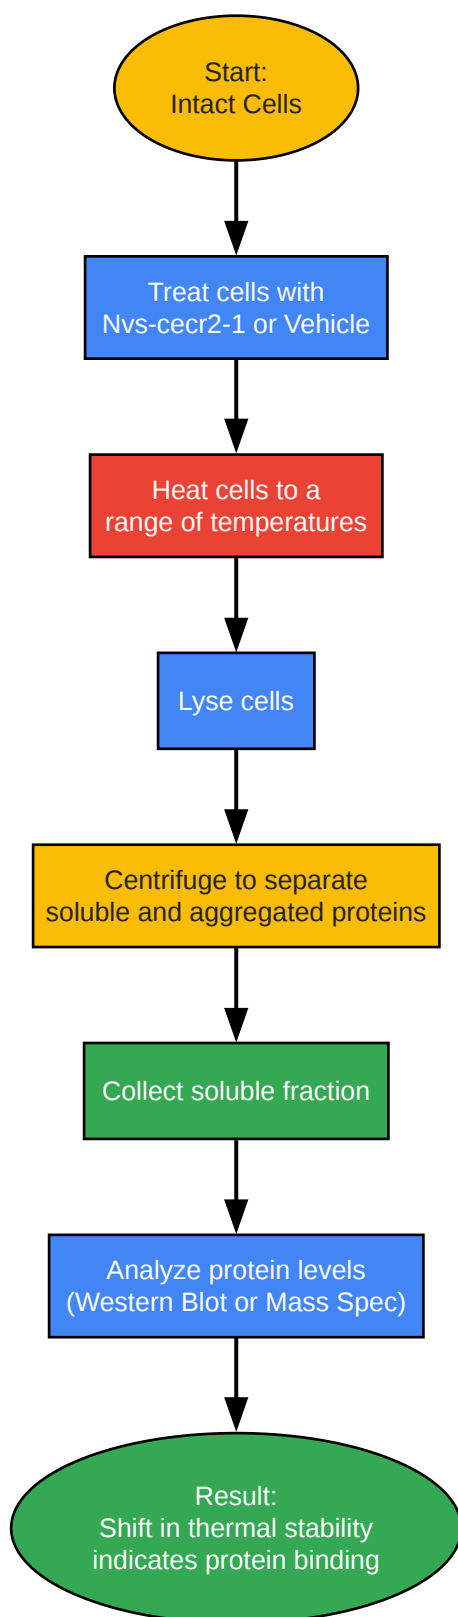 Start:
Intact Cells
Treat cells with
Nvs-cecr2-1 or Vehicle
Heat cells to a
range of temperatures
Lyse cells
Centrifuge to separate
soluble and aggregated proteins
Collect soluble fraction
Analyze protein levels
(Western Blot or Mass Spec)
Result:
Shift in thermal stability
indicates protein binding